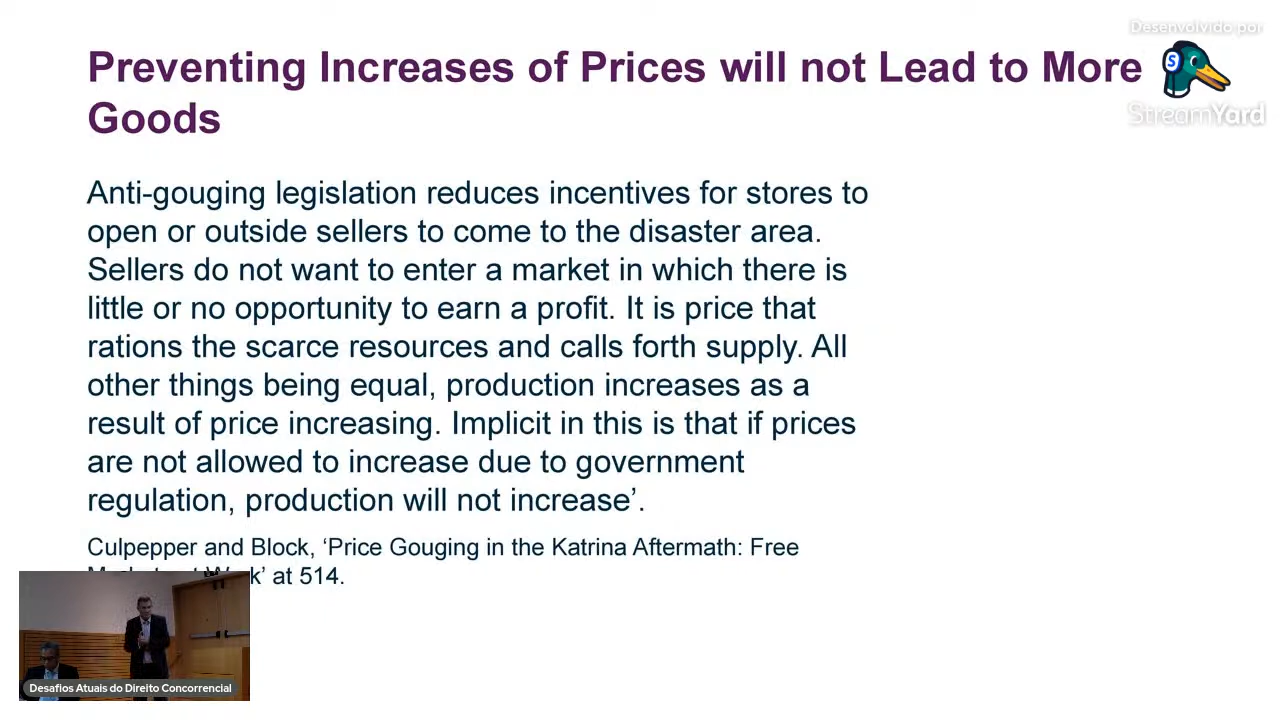 Desenvolvido por
StreamYard
Preventing Increases of Prices will not Lead to More
Goods
Anti-gouging legislation reduces incentives for stores to
open or outside sellers to come to the disaster area.
Sellers do not want to enter a market in which there is
little or no opportunity to earn a profit. It is price that
rations the scarce resources and calls forth supply. All
other things being equal, production increases as a
result of price increasing. Implicit in this is that if prices
are not allowed to increase due to government
regulation, production will not increase’.
Culpepper and Block, ‘Price Gouging in the Katrina Aftermath: Free
at 514.
Desafios Atuais do Direito Concorrencial